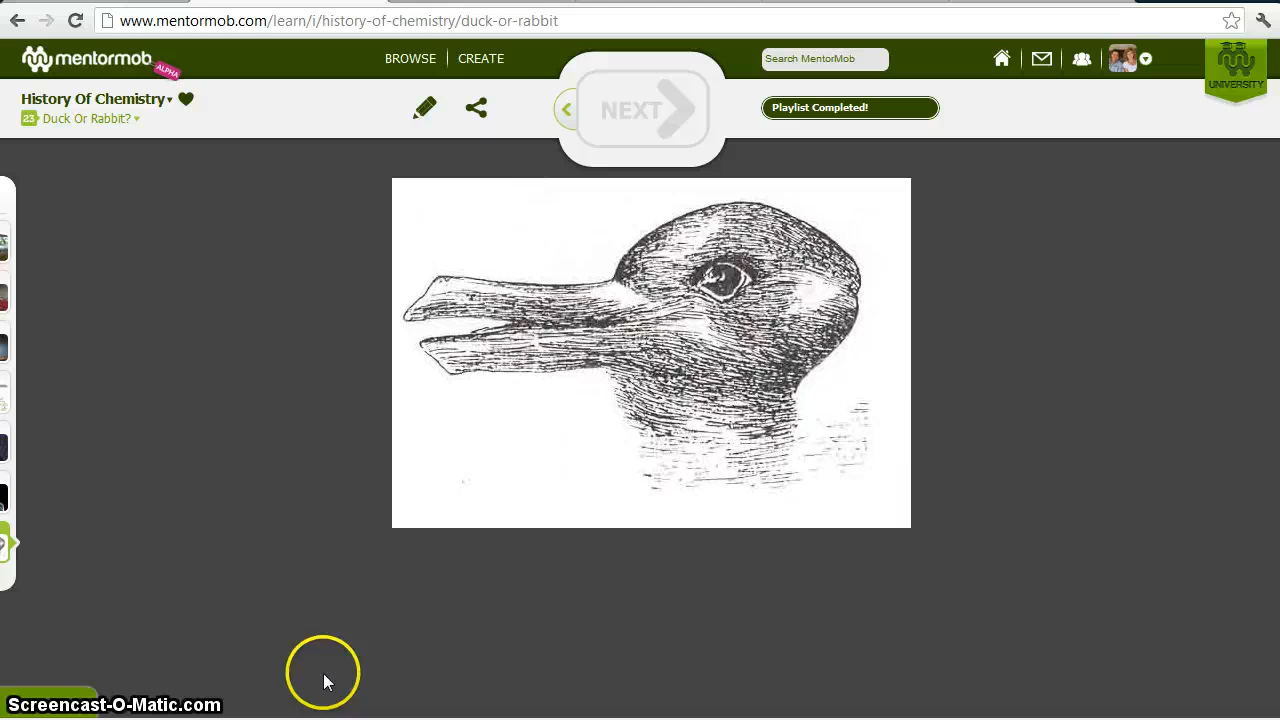 www.mentormob.com/learn/i/history-of-chemistry/duck-or-rabbit
mentormob
ALPHA
BROWSE
CREATE
Search MentorMob
UNIVERSITY
History Of Chemistry
23 Duck Or Rabbit?
NEXT
Playlist Completed!
Screencast-O-Matic.com